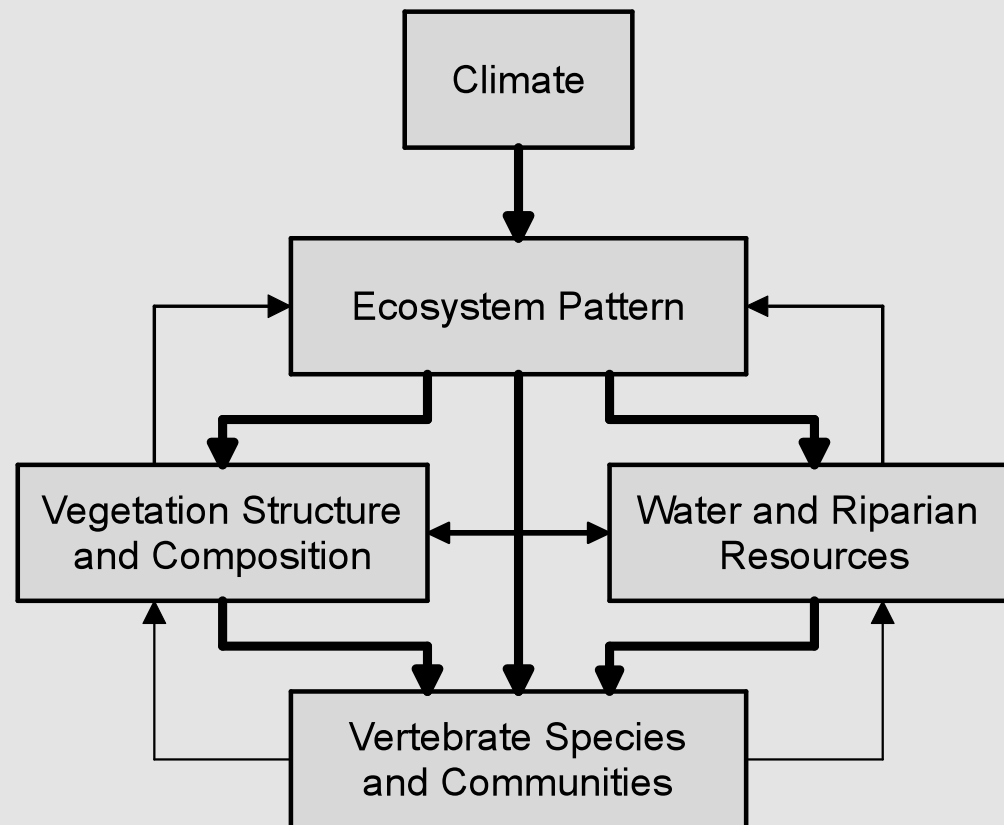 Climate
Ecosystem Pattern
Vegetation Structure
and Composition
Water and Riparian
Resources
Vertebrate Species
and Communities